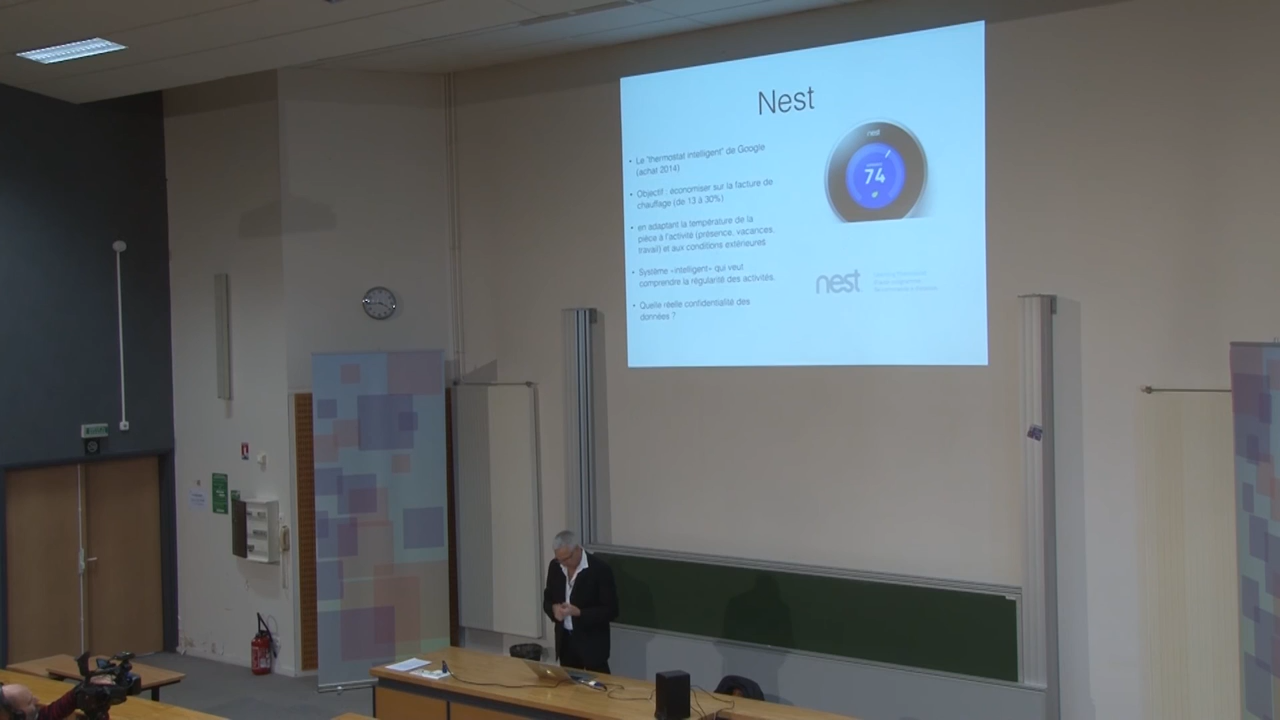 Nest
• Le "thermostat intelligent" de Google
(achat 2014)
• Objectif : économiser sur la facture de
chauffage (de 13 à 30%)
• en adaptant la température de la
pièce à l'activité (présence, vacances,
travail) et aux conditions extérieures
• Système «intelligent» qui veut
comprendre la régularité des activités.
• Quelle réelle confidentialité des
données ?
nest
74
nest